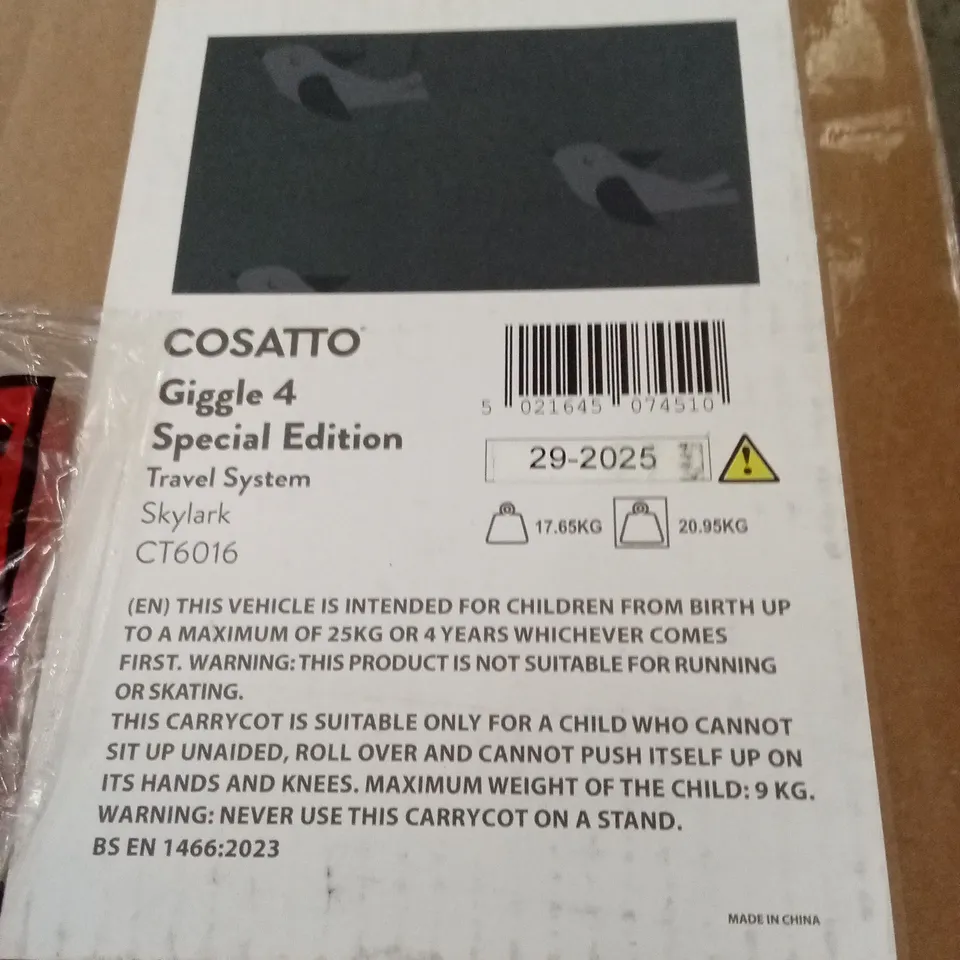 COSATTO
Giggle 4
Special Edition
Travel System
Skylark
CT6016
5 021645 074510
29-2025
17.65KG
20.95KG
(EN) THIS VEHICLE IS INTENDED FOR CHILDREN FROM BIRTH UP
TO A MAXIMUM OF 25KG OR 4 YEARS WHICHEVER COMES
FIRST. WARNING: THIS PRODUCT IS NOT SUITABLE FOR RUNNING
OR SKATING.
THIS CARRYCOT IS SUITABLE ONLY FOR A CHILD WHO CANNOT
SIT UP UNAIDED, ROLL OVER AND CANNOT PUSH ITSELF UP ON
ITS HANDS AND KNEES. MAXIMUM WEIGHT OF THE CHILD: 9 KG.
WARNING: NEVER USE THIS CARRYCOT ON A STAND.
BS EN 1466:2023
MADE IN CHINA